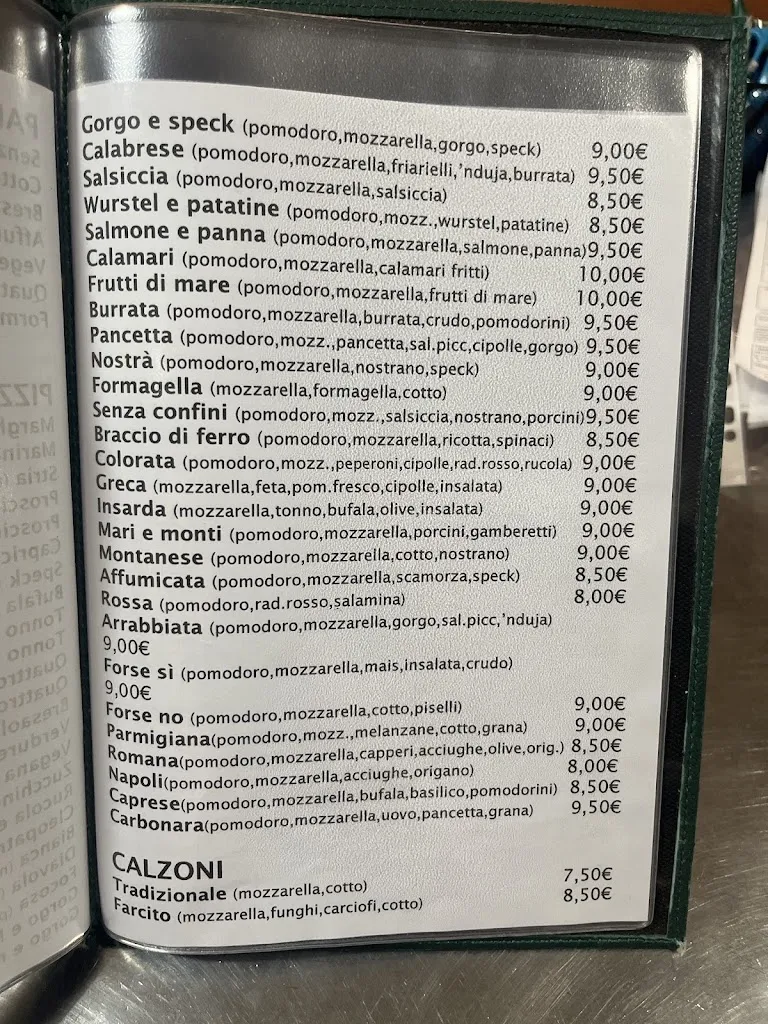 Gorgo e speck (pomodoro,mozzarella,gorgo,speck) 9,00€
Calabrese (pomodoro,mozzarella,friarielli,'nduja,burrata) 9,50€
Salsiccia (pomodoro,mozzarella,salsiccia) 8,50€
Wurstel e patatine (pomodoro,mozz.,wurstel,patatine) 8,50€
Salmone e panna (pomodoro,mozzarella,salmone,panna)9,50€
Calamari (pomodoro,mozzarella,calamari fritti) 10,00€
Frutti di mare (pomodoro,mozzarella,frutti di mare) 10,00€
Burrata (pomodoro,mozzarella,burrata,crudo,pomodorini) 9,50€
Pancetta (pomodoro,mozz.,pancetta,sal.picc,cipolle,gorgo) 9,50€
Nostrà (pomodoro,mozzarella,nostrano,speck) 9,00€
Formagella (mozzarella,formagella,cotto) 9,00€
Senza confini (pomodoro,mozz.,salsiccia,nostrano,porcini)9,50€
Braccio di ferro (pomodoro,mozzarella,ricotta,spinaci) 8,50€
Colorata (pomodoro,mozz.,peperoni,cipolle,rad.rosso,rucola) 9,00€
Greca (mozzarella,feta,pom.fresco,cipolle,insalata) 9,00€
Insarda (mozzarella,tonno,bufala,olive,insalata) 9,00€
Mari e monti (pomodoro,mozzarella,porcini,gamberetti) 9,00€
Montanese (pomodoro,mozzarella,cotto,nostrano) 9,00€
Affumicata (pomodoro,mozzarella,scamorza,speck) 8,50€
Rossa (pomodoro,rad.rosso,salamina) 8,00€
Arrabbiata (pomodoro,mozzarella,gorgo,sal.picc,'nduja)
9,00€
Forse sì (pomodoro,mozzarella,mais,insalata,crudo)
9,00€
Forse no (pomodoro,mozzarella,cotto,piselli) 9,00€
Parmigiana(pomodoro,mozz.,melanzane,cotto,grana) 9,00€
Romana(pomodoro,mozzarella,capperi,acciughe,olive,orig.) 8,50€
Napoli(pomodoro,mozzarella,acciughe,origano) 8,00€
Caprese(pomodoro,mozzarella,bufala,basilico,pomodorini) 8,50€
Carbonara(pomodoro,mozzarella,uovo,pancetta,grana) 9,50€
CALZONI
Tradizionale (mozzarella,cotto) 7,50€
Farcito (mozzarella,funghi,carciofi,cotto) 8,50€